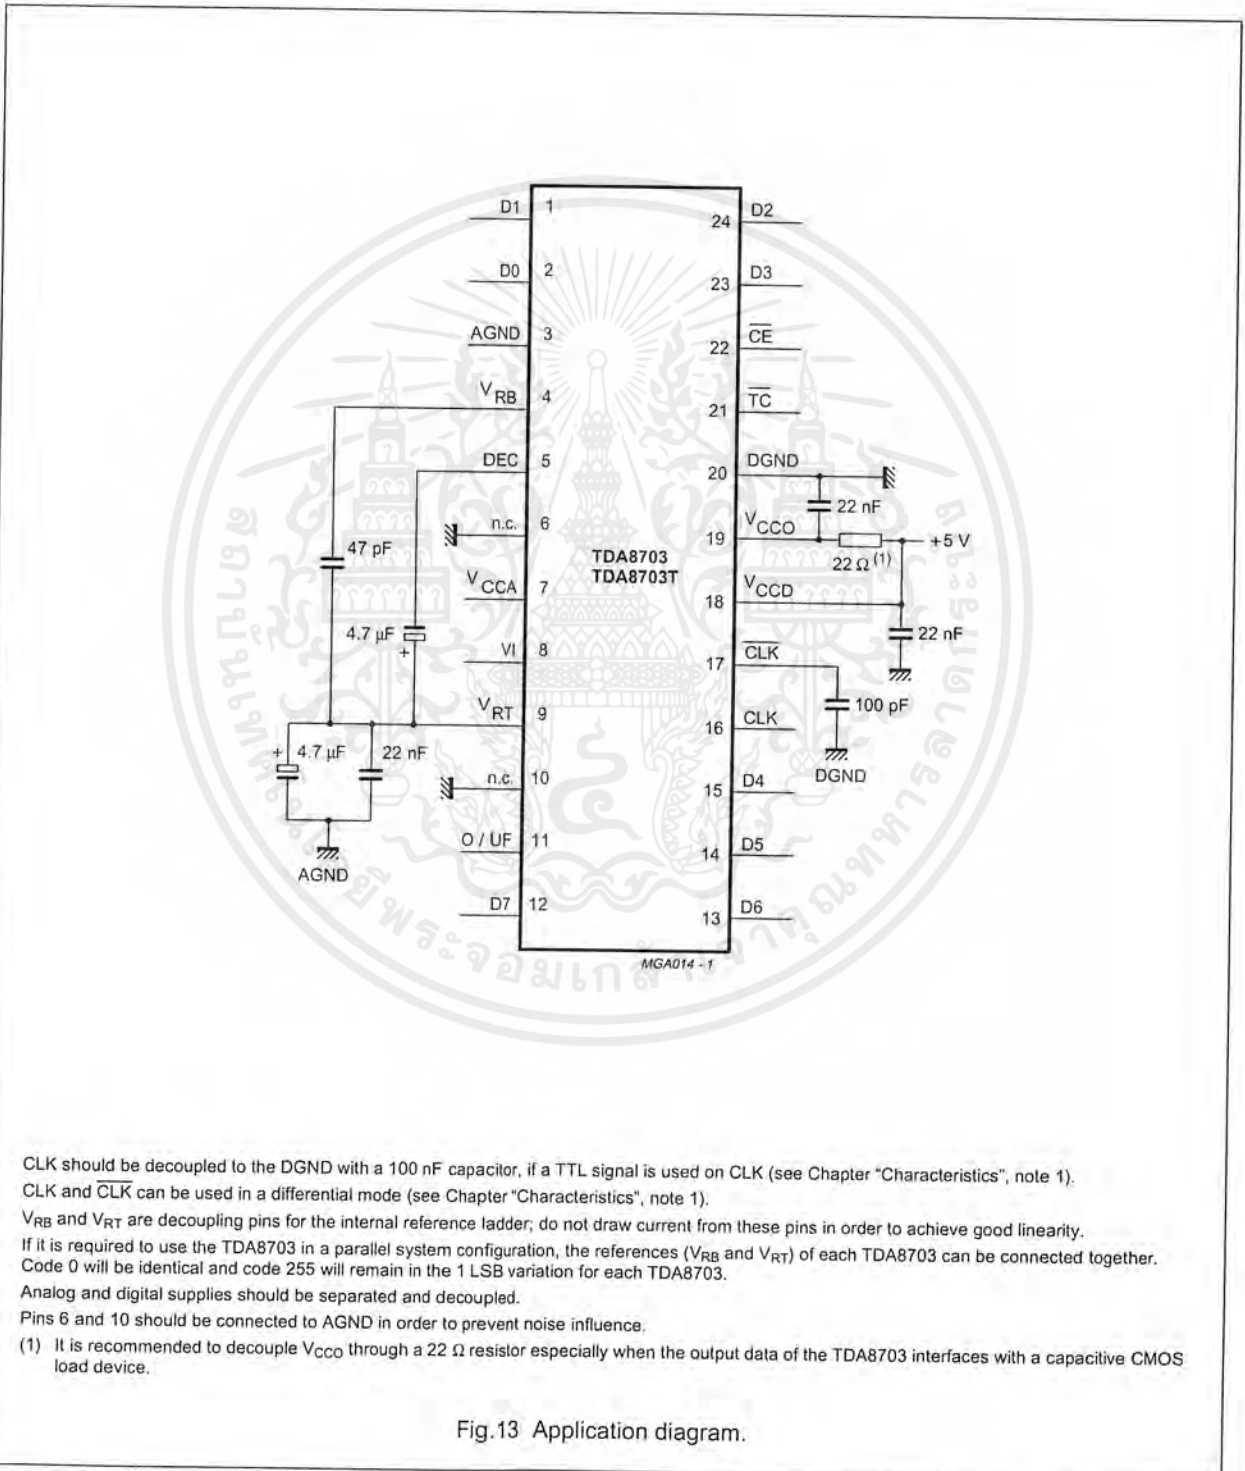 D1 1
D0 2
AGND 3
VRB 4
DEC 5
n.c. 6
VCCA 7
VI 8
VRT 9
n.c. 10
O / UF 11
D7 12
24 D2
23 D3
22 C̅E̅
21 T̅C̅
20 DGND
19 VCCO
18 VCCD
17 C̅L̅K̅
16 CLK
15 D4
14 D5
13 D6
TDA8703
TDA8703T
47 pF
4.7 µF
+
+ 4.7 µF
22 nF
AGND
22 nF
+5 V
22 Ω (1)
22 nF
100 pF
DGND
MGA014 - 1
พระจอมเกล้า
CLK should be decoupled to the DGND with a 100 nF capacitor, if a TTL signal is used on CLK (see Chapter "Characteristics", note 1).
CLK and C̅L̅K̅ can be used in a differential mode (see Chapter "Characteristics", note 1).
VRB and VRT are decoupling pins for the internal reference ladder; do not draw current from these pins in order to achieve good linearity.
If it is required to use the TDA8703 in a parallel system configuration, the references (VRB and VRT) of each TDA8703 can be connected together.
Code 0 will be identical and code 255 will remain in the 1 LSB variation for each TDA8703.
Analog and digital supplies should be separated and decoupled.
Pins 6 and 10 should be connected to AGND in order to prevent noise influence.
(1) It is recommended to decouple VCCO through a 22 Ω resistor especially when the output data of the TDA8703 interfaces with a capacitive CMOS
load device.
Fig.13 Application diagram.